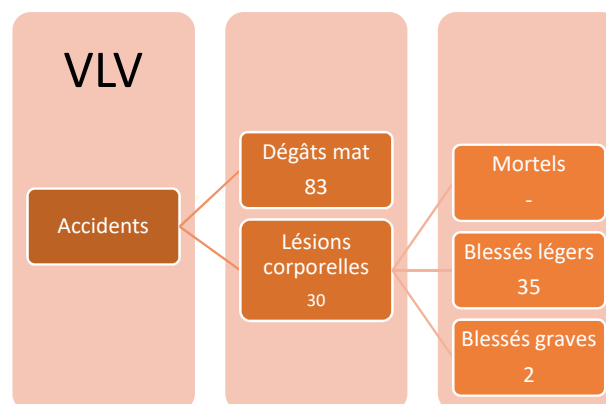 VLV
Accidents
Dégâts mat
83
Lésions
corporelles
30
Mortels
-
Blessés légers
35
Blessés graves
2